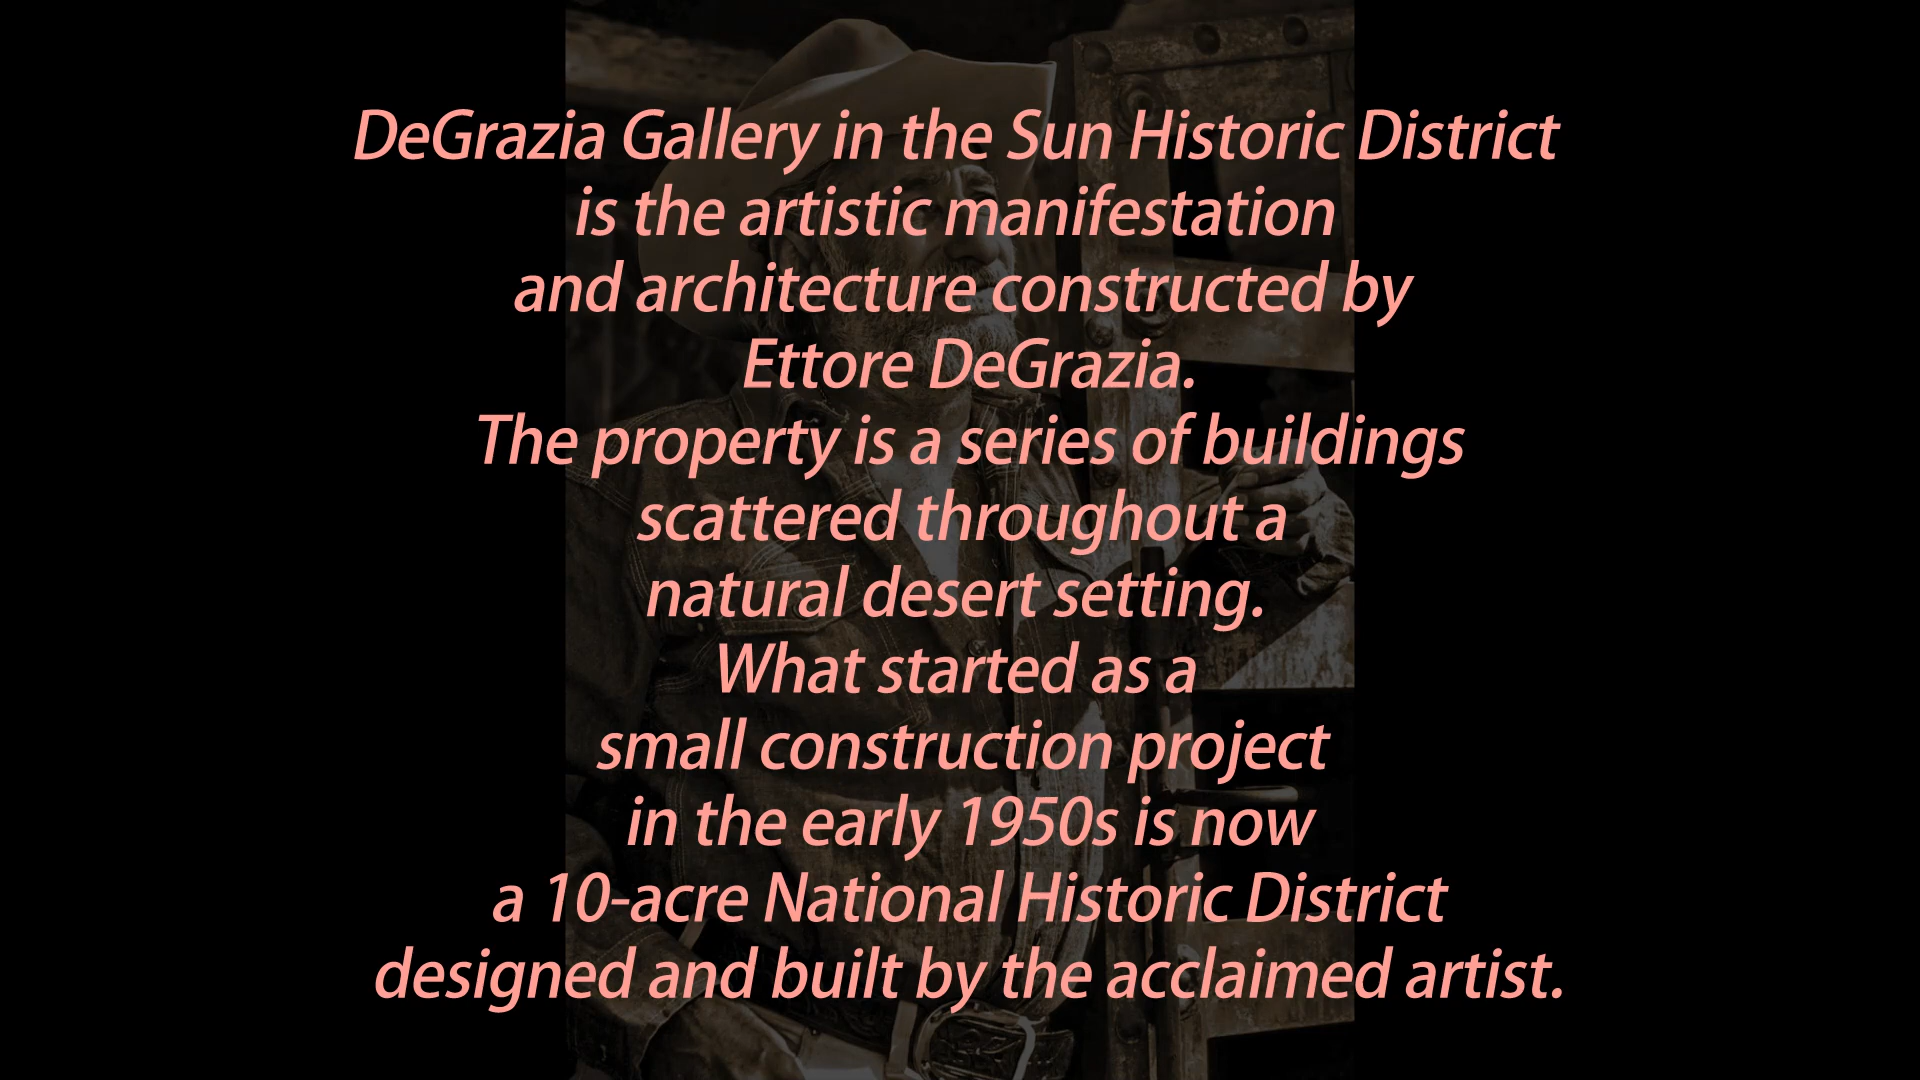 DeGrazia Gallery in the Sun Historic District
is the artistic manifestation
and architecture constructed by
Ettore DeGrazia.
The property is a series of buildings
scattered throughout a
natural desert setting.
What started as a
small construction project
in the early 1950s is now
a 10-acre National Historic District
designed and built by the acclaimed artist.